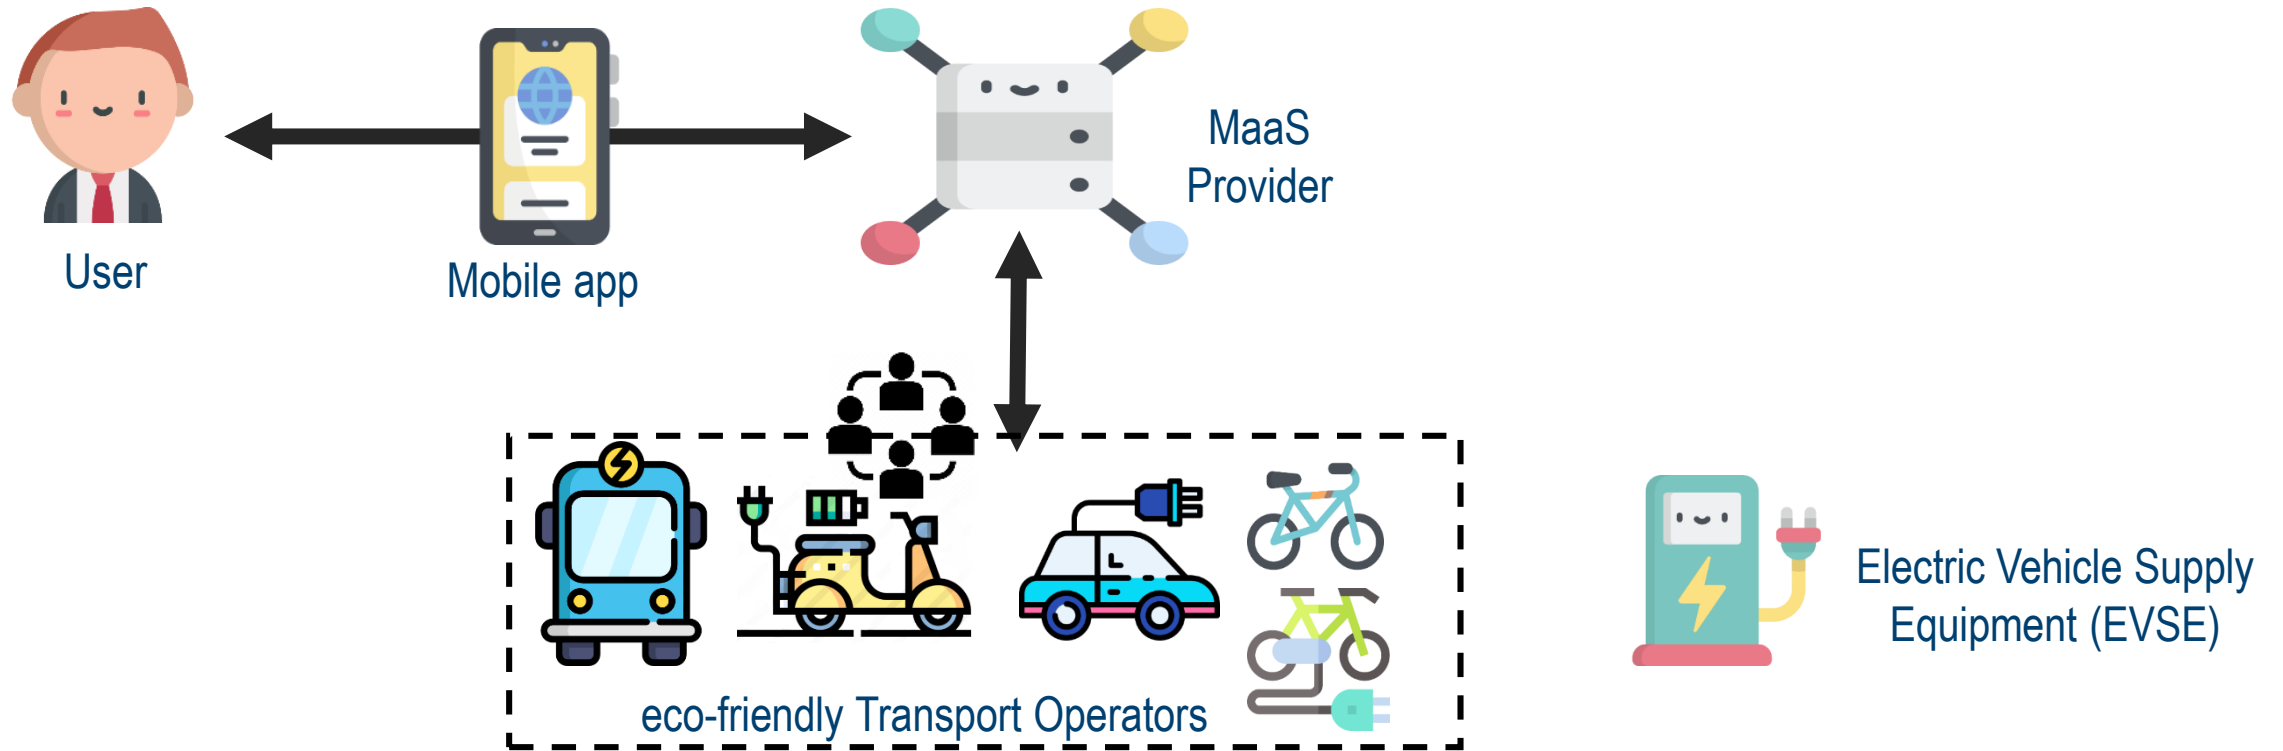 User
Mobile app
MaaS
Provider
eco-friendly Transport Operators
Electric Vehicle Supply
Equipment (EVSE)